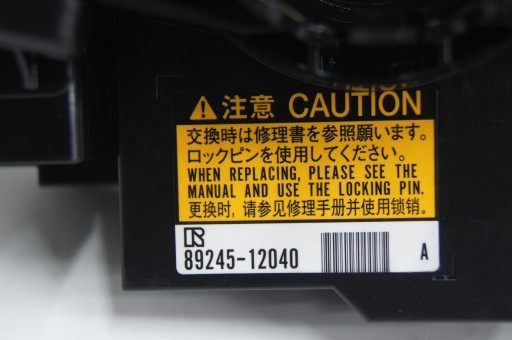 注意 CAUTION
交換時は修理書を参照願います。
ロックピンを使用してください。
WHEN REPLACING, PLEASE SEE THE
MANUAL AND USE THE LOCKING PIN.
更换时, 请参见修理手册并使用锁销。
89245-12040 A